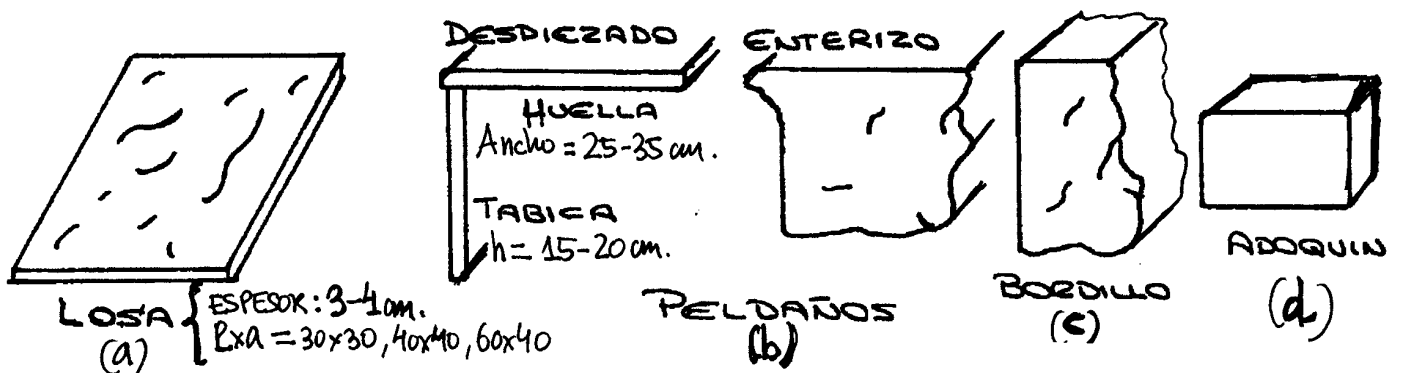 DESPIEZADO
ENTERIZO
HUELLA
Ancho = 25-35 cm.
TABICA
h = 15-20 cm.
LOSA { ESPESOR: 3-4 cm.
lxa = 30x30, 40x40, 60x40
(a)
PELDAÑOS
(b)
BORDILLO
(c)
ADOQUIN
(d)